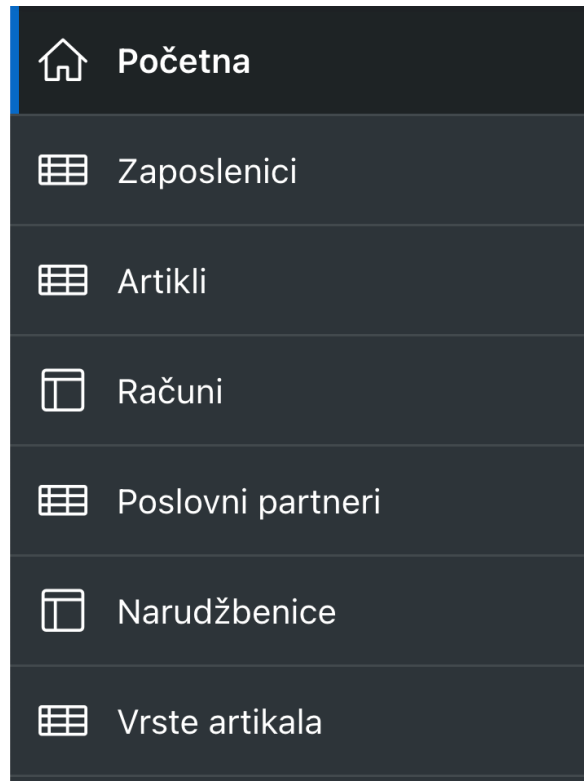 Početna
Zaposlenici
Artikli
Računi
Poslovni partneri
Narudžbenice
Vrste artikala